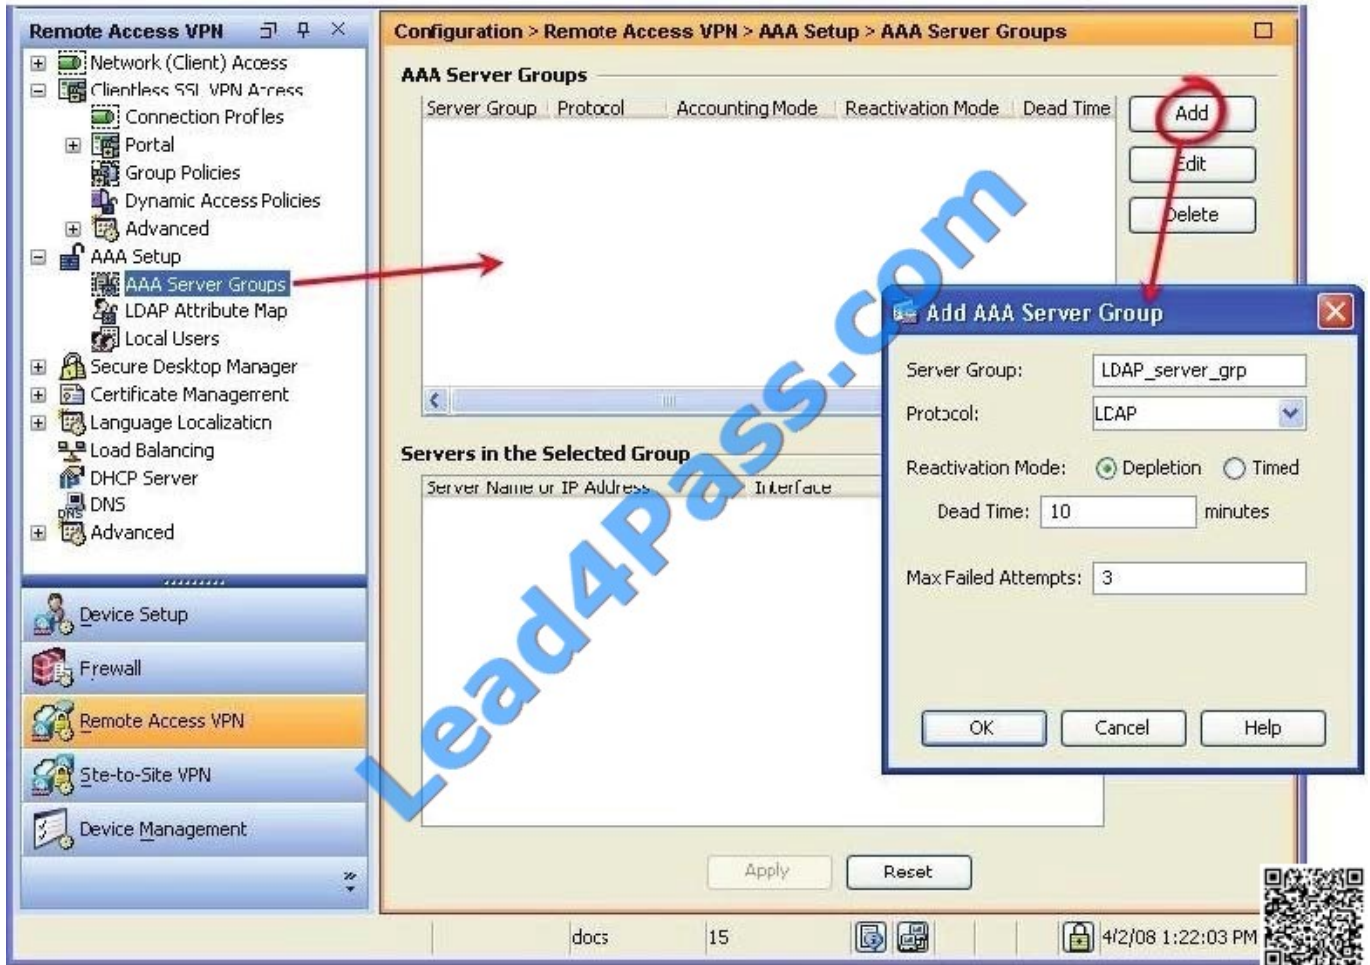 Remote Access VPN
Network (Client) Access
Clientless SSL VPN Access
Connection Profiles
Portal
Group Policies
Dynamic Access Policies
Advanced
AAA Setup
AAA Server Groups
LDAP Attribute Map
Local Users
Secure Desktop Manager
Certificate Management
Language Localization
Load Balancing
DHCP Server
DNS
DNS
Advanced
Device Setup
Firewall
Remote Access VPN
Site-to-Site VPN
Device Management
Configuration > Remote Access VPN > AAA Setup > AAA Server Groups
AAA Server Groups
Server Group Protocol Accounting Mode Reactivation Mode Dead Time
Add
Edit
Delete
Servers in the Selected Group
Server Name or IP Address Interface
Add AAA Server Group
Server Group: LDAP_server_grp
Protocol: LDAP
Reactivation Mode: Depletion Timed
Dead Time: 10 minutes
Max Failed Attempts: 3
OK Cancel Help
Apply Reset
docs 15 4/2/08 1:22:03 PM
Lead4Pass.com